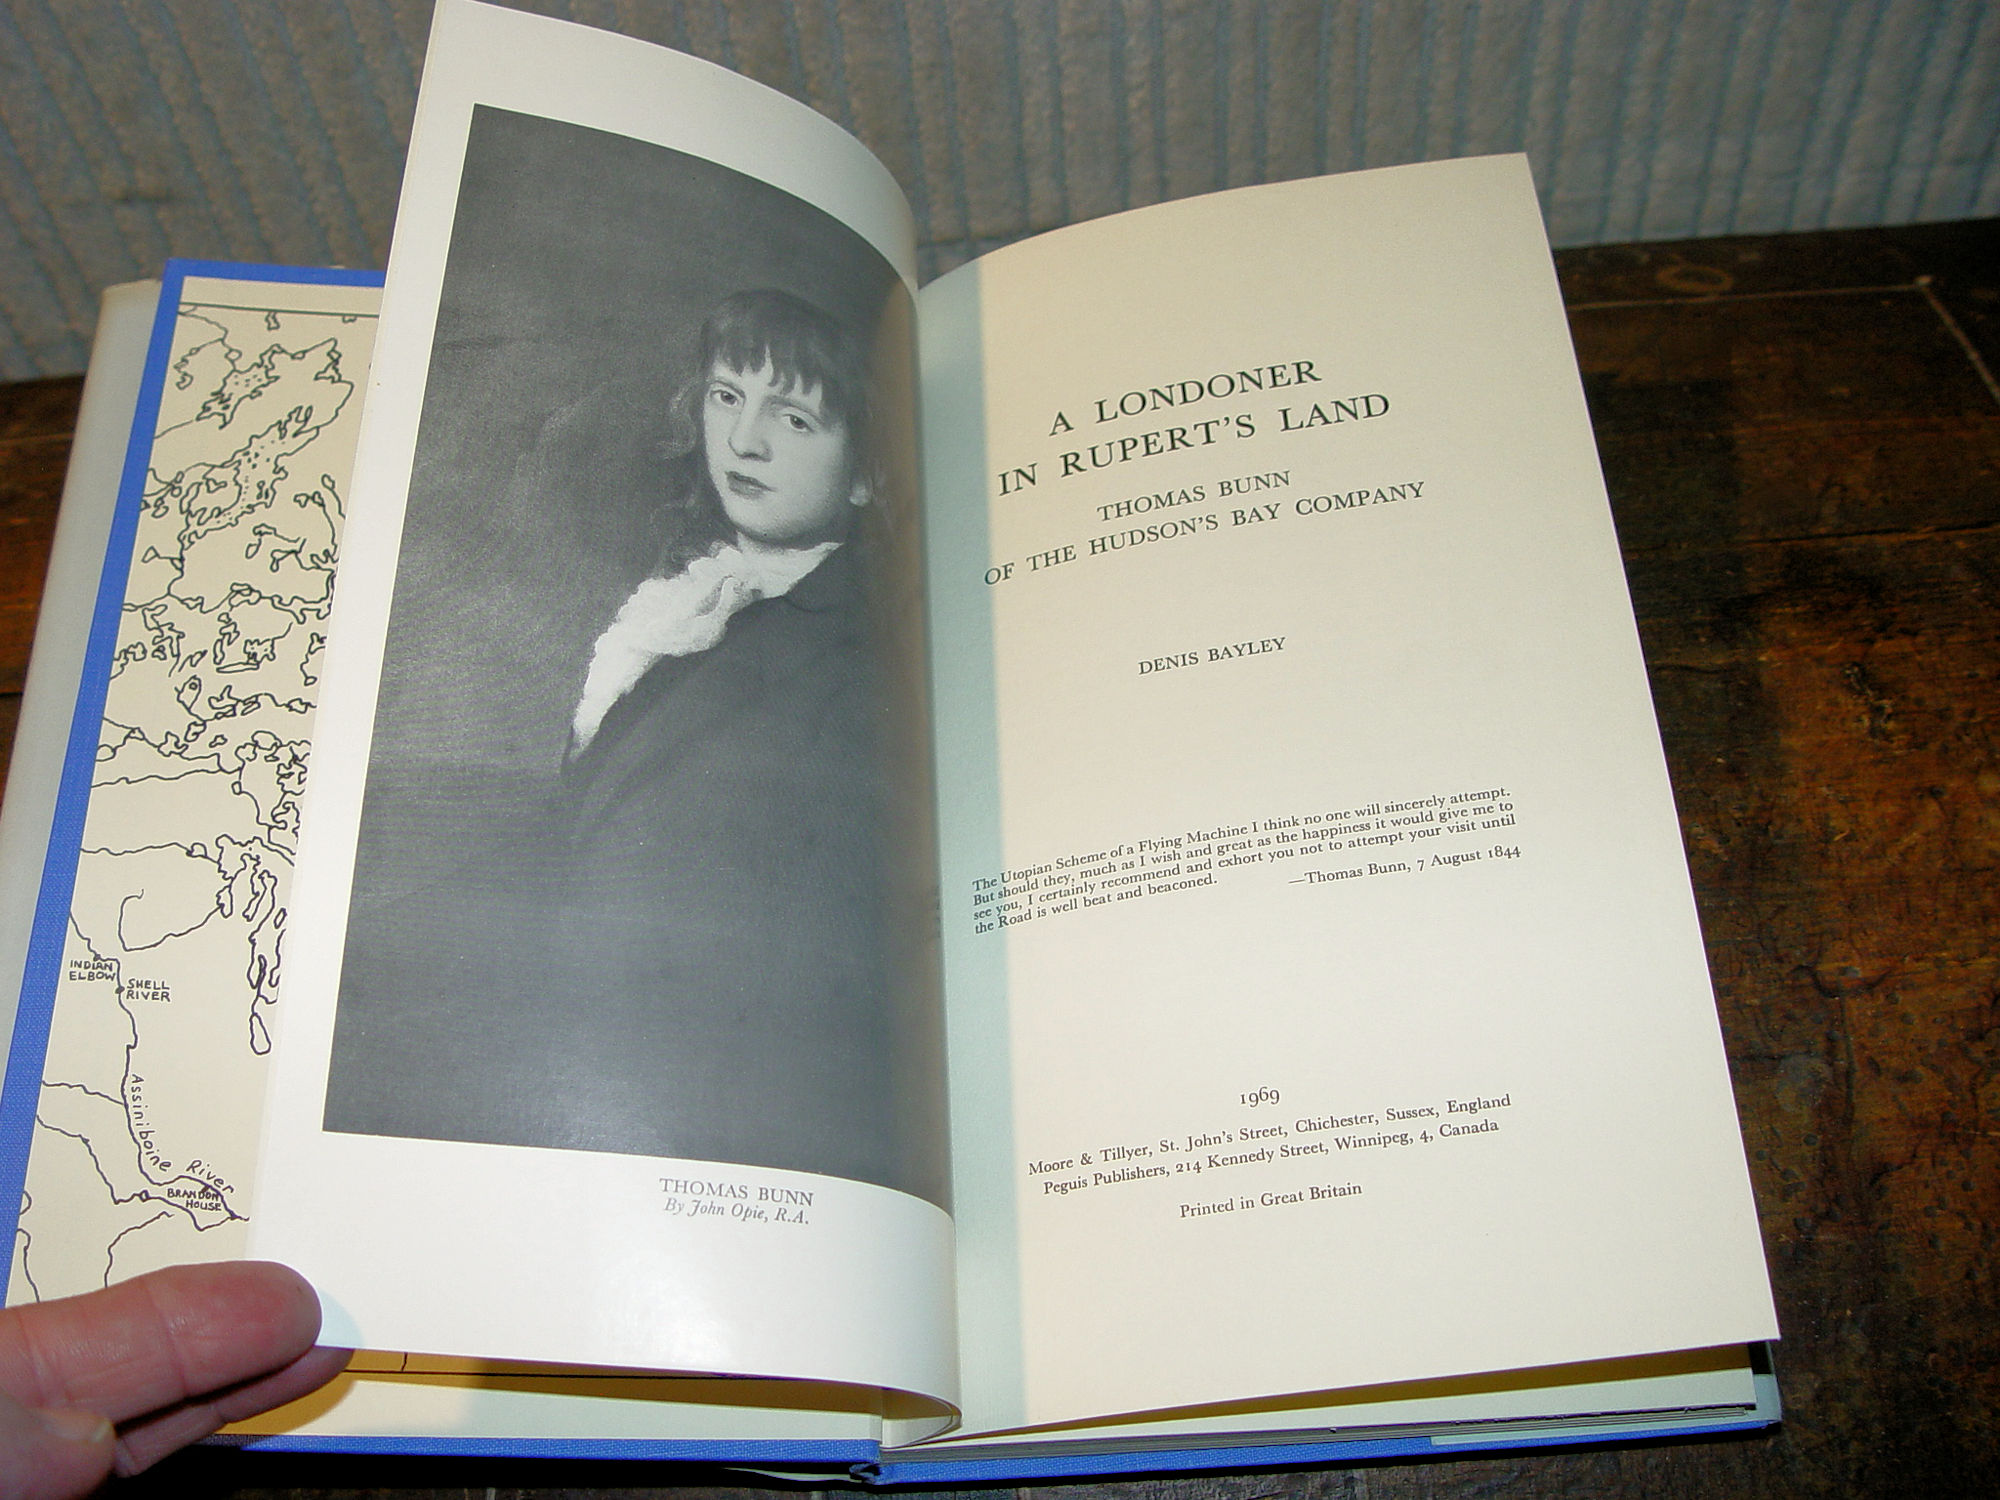 INDIAN
ELBOW
SHELL
RIVER
Assiniboine River
BRANDON
HOUSE
THOMAS BUNN
By John Opie, R.A.
A LONDONER
IN RUPERT'S LAND
THOMAS BUNN
OF THE HUDSON'S BAY COMPANY
DENIS BAYLEY
The Utopian Scheme of a Flying Machine I think no one will sincerely attempt.
But should they, much as I wish and great as the happiness it would give me to
see you, I certainly recommend and exhort you not to attempt your visit until
the Road is well beat and beaconed. —Thomas Bunn, 7 August 1844
1969
Moore & Tillyer, St. John's Street, Chichester, Sussex, England
Peguis Publishers, 214 Kennedy Street, Winnipeg, 4, Canada
Printed in Great Britain